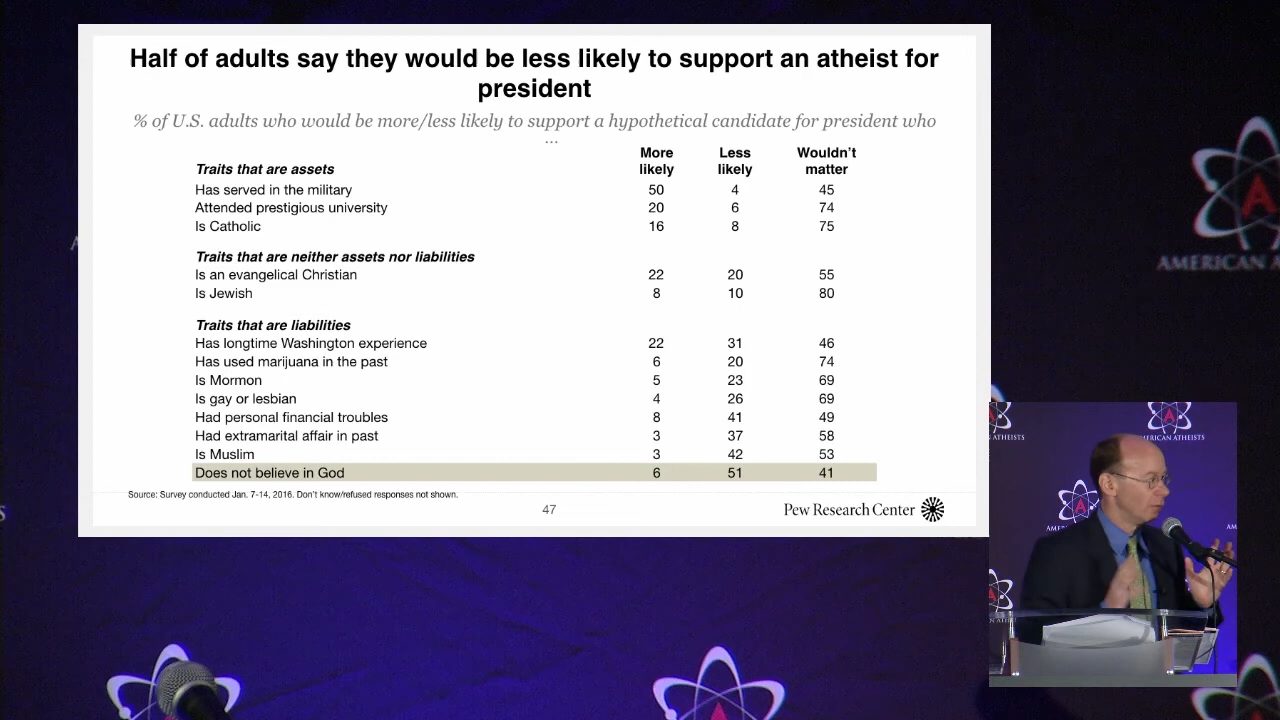 Half of adults say they would be less likely to support an atheist for
president
% of U.S. adults who would be more/less likely to support a hypothetical candidate for president who
...
More Less Wouldn't
Traits that are assets likely likely matter
Has served in the military 50 4 45
Attended prestigious university 20 6 74
Is Catholic 16 8 75
Traits that are neither assets nor liabilities
Is an evangelical Christian 22 20 55
Is Jewish 8 10 80
Traits that are liabilities
Has longtime Washington experience 22 31 46
Has used marijuana in the past 6 20 74
Is Mormon 5 23 69
Is gay or lesbian 4 26 69
Had personal financial troubles 8 41 49
Had extramarital affair in past 3 37 58
Is Muslim 3 42 53
Does not believe in God 6 51 41
Source: Survey conducted Jan. 7-14, 2016. Don't know/refused responses not shown.
47
Pew Research Center
A
AMERICAN A